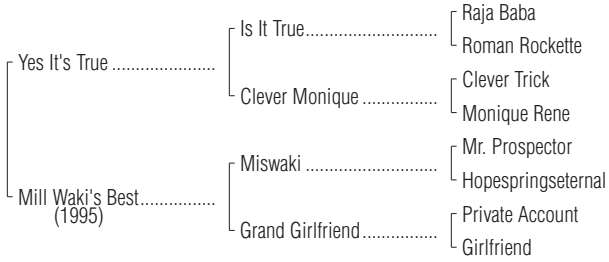 Raja Baba
Is It True.............................
Roman Rockette
Yes It's True ......................
Clever Trick
Clever Monique ................
Monique Rene
Mr. Prospector
Miswaki ............................
Hopespringseternal
Mill Waki's Best................
(1995)
Private Account
Grand Girlfriend................
Girlfriend